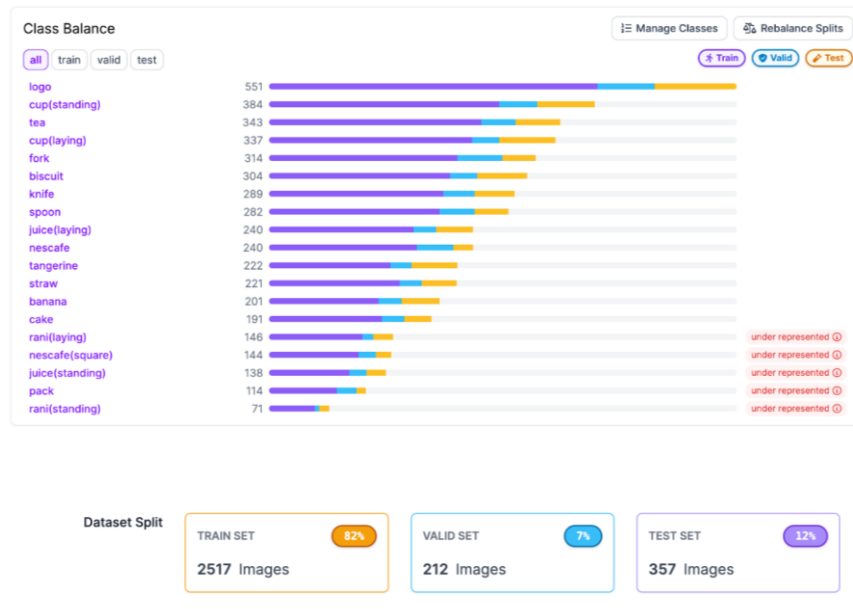 Class Balance
Manage Classes
Rebalance Splits
all train valid test
Train Valid Test
logo 551
cup(standing) 384
tea 343
cup(laying) 337
fork 314
biscuit 304
knife 289
spoon 282
juice(laying) 240
nescafe 240
tangerine 222
straw 221
banana 201
cake 191
rani(laying) 146 under represented
nescafe(square) 144 under represented
juice(standing) 138 under represented
pack 114 under represented
rani(standing) 71 under represented
Dataset Split
TRAIN SET 82%
2517 Images
VALID SET 7%
212 Images
TEST SET 12%
357 Images